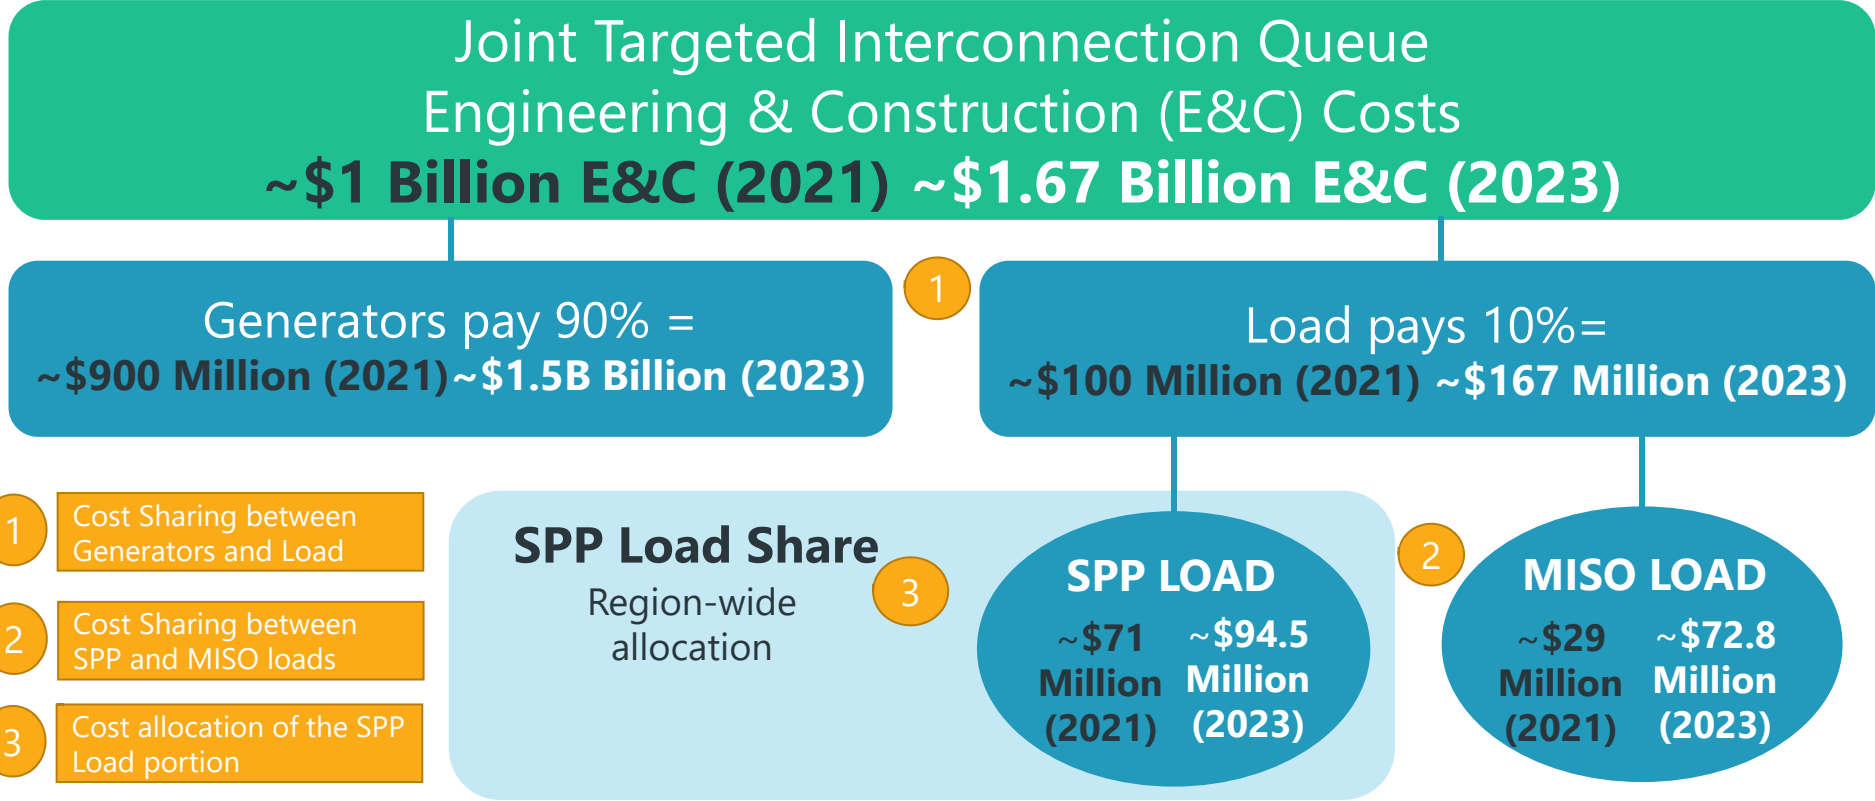 Joint Targeted Interconnection Queue
Engineering & Construction (E&C) Costs
~$1 Billion E&C (2021) ~$1.67 Billion E&C (2023)
Generators pay 90% =
~$900 Million (2021) ~$1.5B Billion (2023)
1
Load pays 10%=
~$100 Million (2021) ~$167 Million (2023)
1
Cost Sharing between
Generators and Load
2
Cost Sharing between
SPP and MISO loads
3
Cost allocation of the SPP
Load portion
SPP Load Share
Region-wide
allocation
3
SPP LOAD
~$71 ~$94.5
Million Million
(2021) (2023)
2
MISO LOAD
~$29 ~$72.8
Million Million
(2021) (2023)